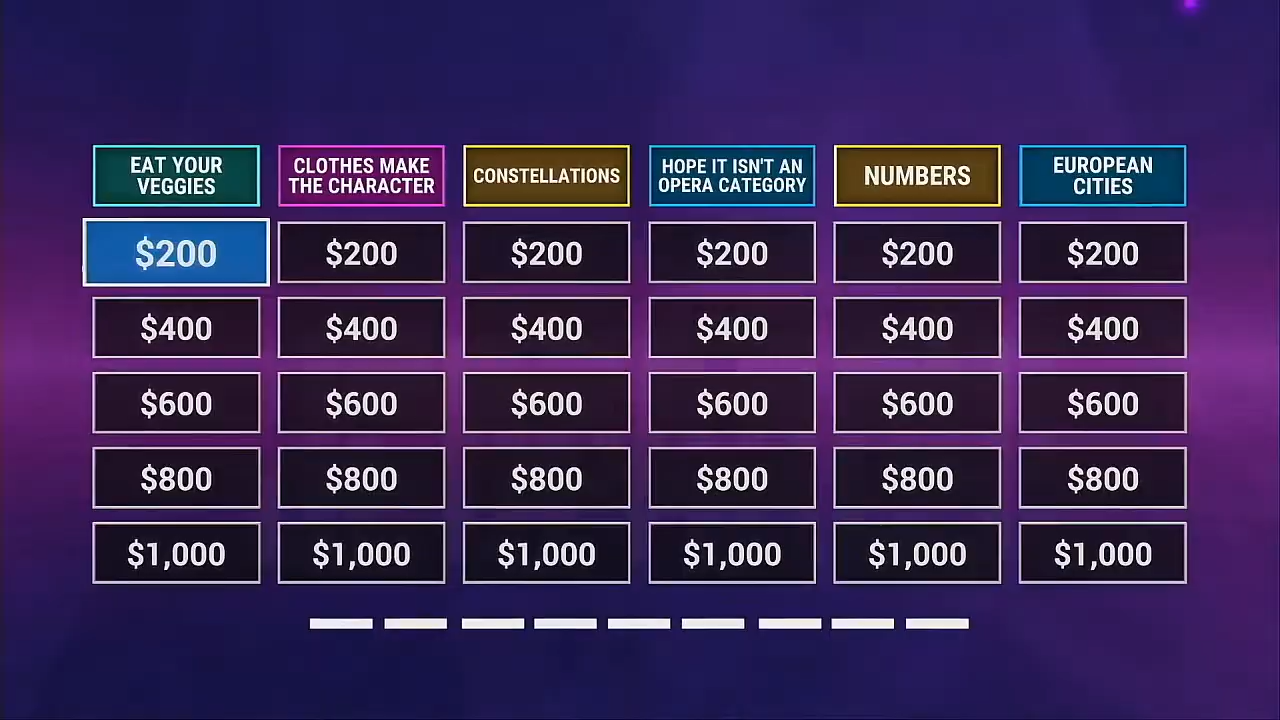 EAT YOUR
VEGGIES
CLOTHES MAKE
THE CHARACTER
CONSTELLATIONS
HOPE IT ISN'T AN
OPERA CATEGORY
NUMBERS
EUROPEAN
CITIES
$200 $200 $200 $200 $200 $200
$400 $400 $400 $400 $400 $400
$600 $600 $600 $600 $600 $600
$800 $800 $800 $800 $800 $800
$1,000 $1,000 $1,000 $1,000 $1,000 $1,000